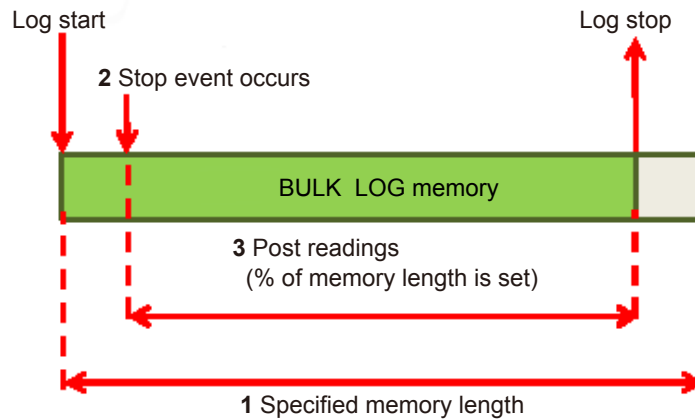 Log start
Log stop
2 Stop event occurs
BULK LOG memory
3 Post readings
(% of memory length is set)
1 Specified memory length